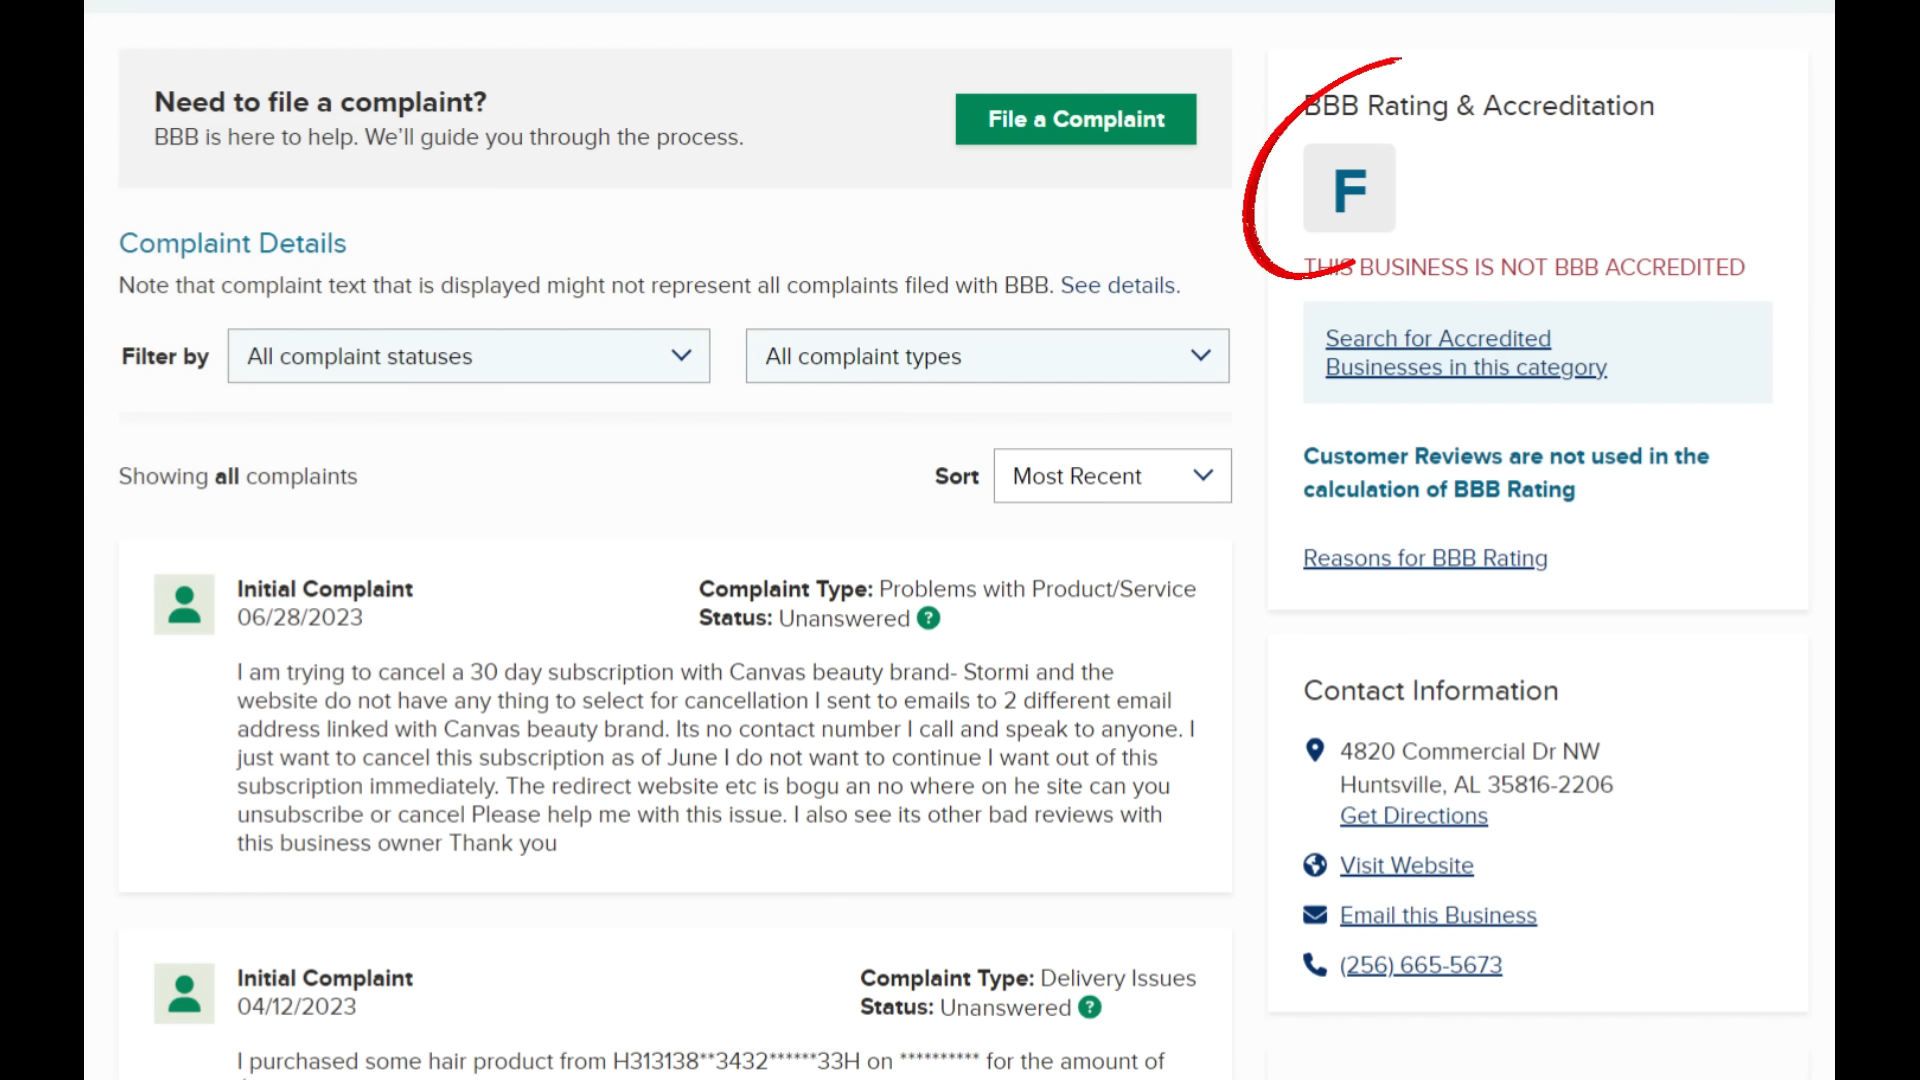 Need to file a complaint?
BBB is here to help. We'll guide you through the process.
File a Complaint
Complaint Details
Note that complaint text that is displayed might not represent all complaints filed with BBB. See details.
Filter by
All complaint statuses
All complaint types
Showing all complaints
Sort
Most Recent
Initial Complaint
06/28/2023
Complaint Type: Problems with Product/Service
Status: Unanswered ?
I am trying to cancel a 30 day subscription with Canvas beauty brand- Stormi and the
website do not have any thing to select for cancellation I sent to emails to 2 different email
address linked with Canvas beauty brand. Its no contact number I call and speak to anyone. I
just want to cancel this subscription as of June I do not want to continue I want out of this
subscription immediately. The redirect website etc is bogu an no where on he site can you
unsubscribe or cancel Please help me with this issue. I also see its other bad reviews with
this business owner Thank you
Initial Complaint
04/12/2023
Complaint Type: Delivery Issues
Status: Unanswered ?
I purchased some hair product from H313138**3432******33H on ********** for the amount of
BBB Rating & Accreditation
F
THIS BUSINESS IS NOT BBB ACCREDITED
Search for Accredited
Businesses in this category
Customer Reviews are not used in the
calculation of BBB Rating
Reasons for BBB Rating
Contact Information
4820 Commercial Dr NW
Huntsville, AL 35816-2206
Get Directions
Visit Website
Email this Business
(256) 665-5673